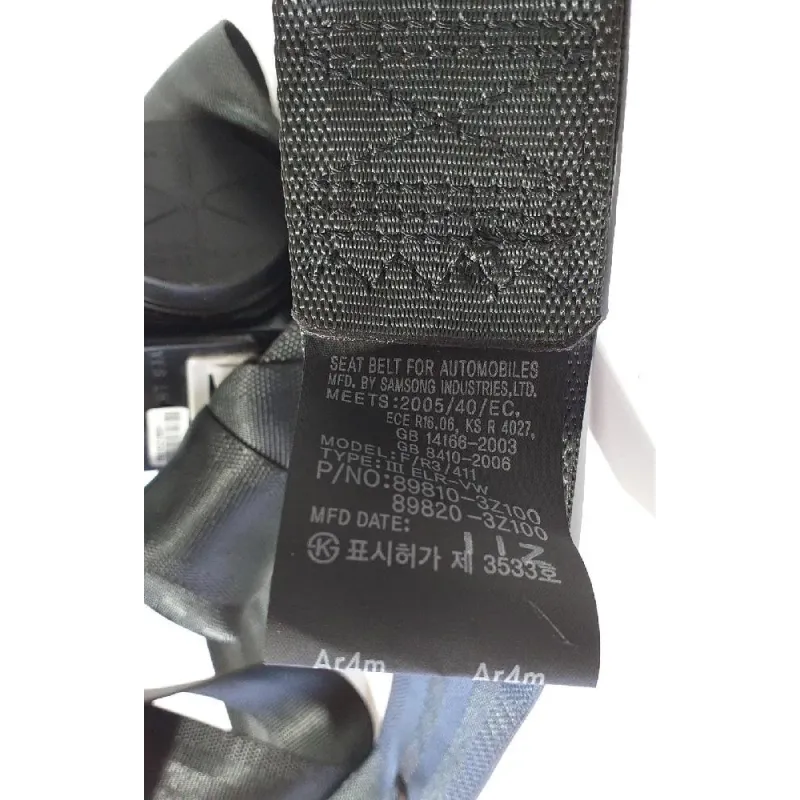 SEAT BELT FOR AUTOMOBILES
MFD. BY SAMSONG INDUSTRIES,LTD.
MEETS:2005/40/EC,
ECE R16.06, KS R 4027,
GB 14166-2003
GB 8410-2006
MODEL: F/R3/411
TYPE: III ELR-VW
P/NO:89810-3Z100
89820-3Z100
MFD DATE: 112
표시허가 제 3533호
Ar4m Ar4m